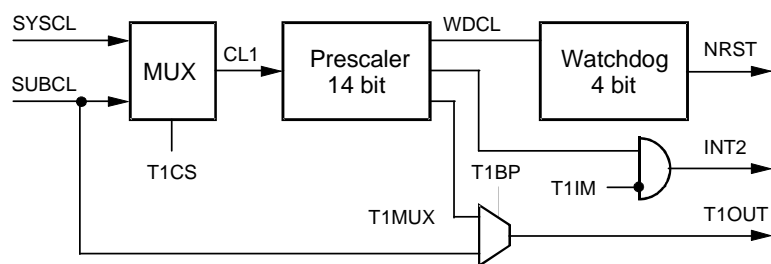 SYSCL
SUBCL
MUX
CL1
T1CS
Prescaler
14 bit
WDCL
Watchdog
4 bit
NRST
INT2
T1IM
T1BP
T1MUX
T1OUT